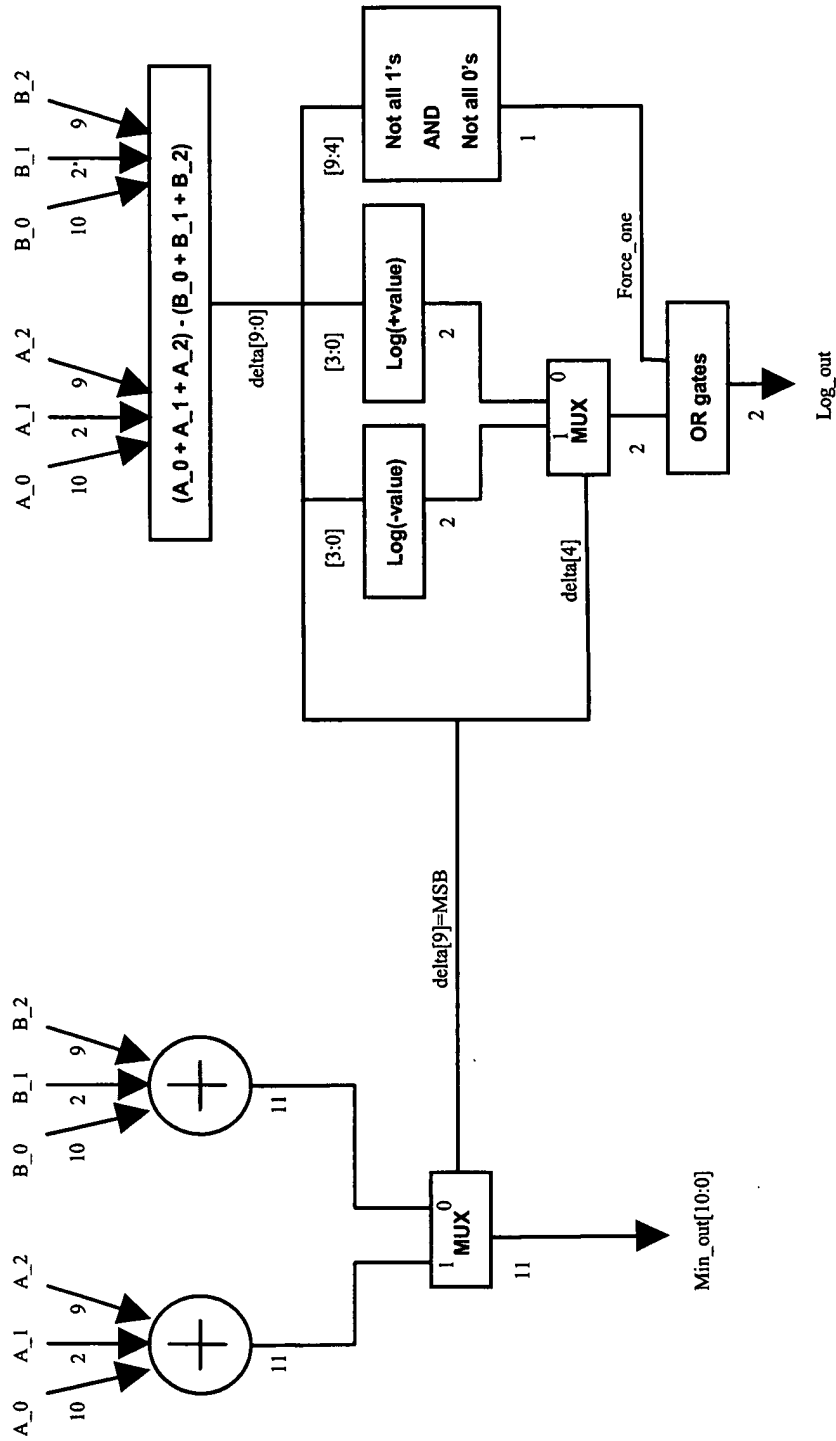 A_0
A_1
A_2
10
2
9
+
11
B_0
B_1
B_2
10
2
9
+
11
1
0
MUX
11
Min_out[10:0]
delta[9]=MSB
A_0
A_1
A_2
10
2
9
B_0
B_1
B_2
10
2
9
(A_0 + A_1 + A_2) - (B_0 + B_1 + B_2)
delta[9:0]
[3:0]
[3:0]
[9:4]
Log(-value)
Log(+value)
Not all 1's
AND
Not all 0's
2
2
1
1
0
MUX
delta[4]
2
Force_one
OR gates
2
Log_out